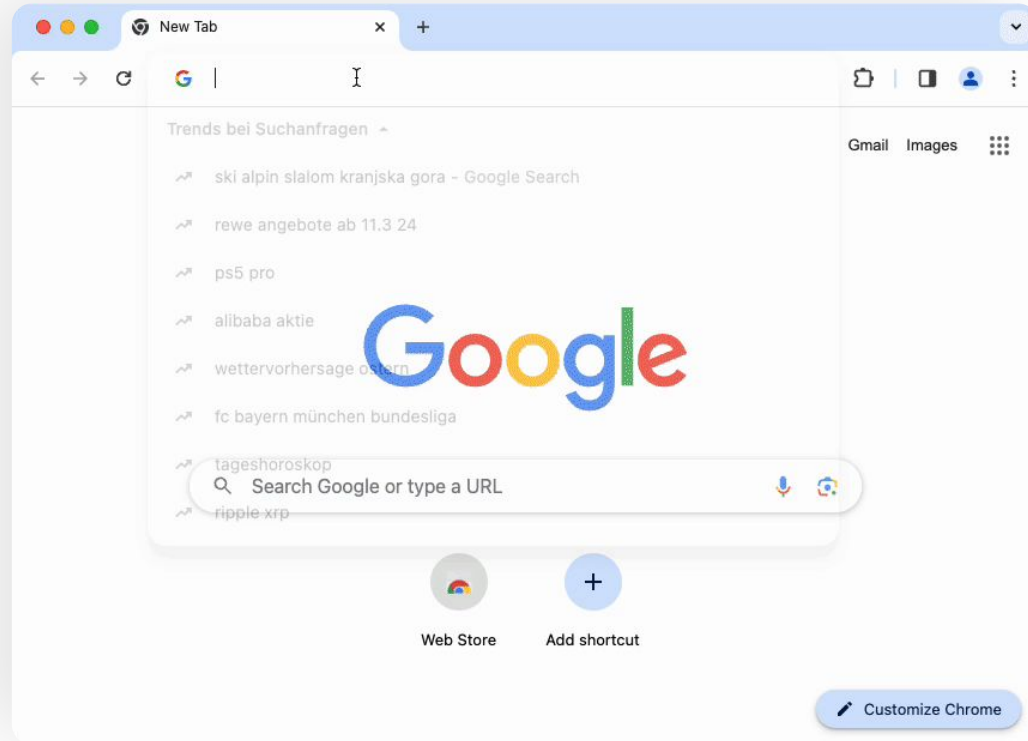 New Tab
Trends bei Suchanfragen
Gmail Images
ski alpin slalom kranjska gora - Google Search
rewe angebote ab 11.3 24
ps5 pro
alibaba aktie
Google
wettervorhersage ostern
fc bayern münchen bundesliga
tageshoroskop
Search Google or type a URL
ripple xrp
Web Store
Add shortcut
Customize Chrome